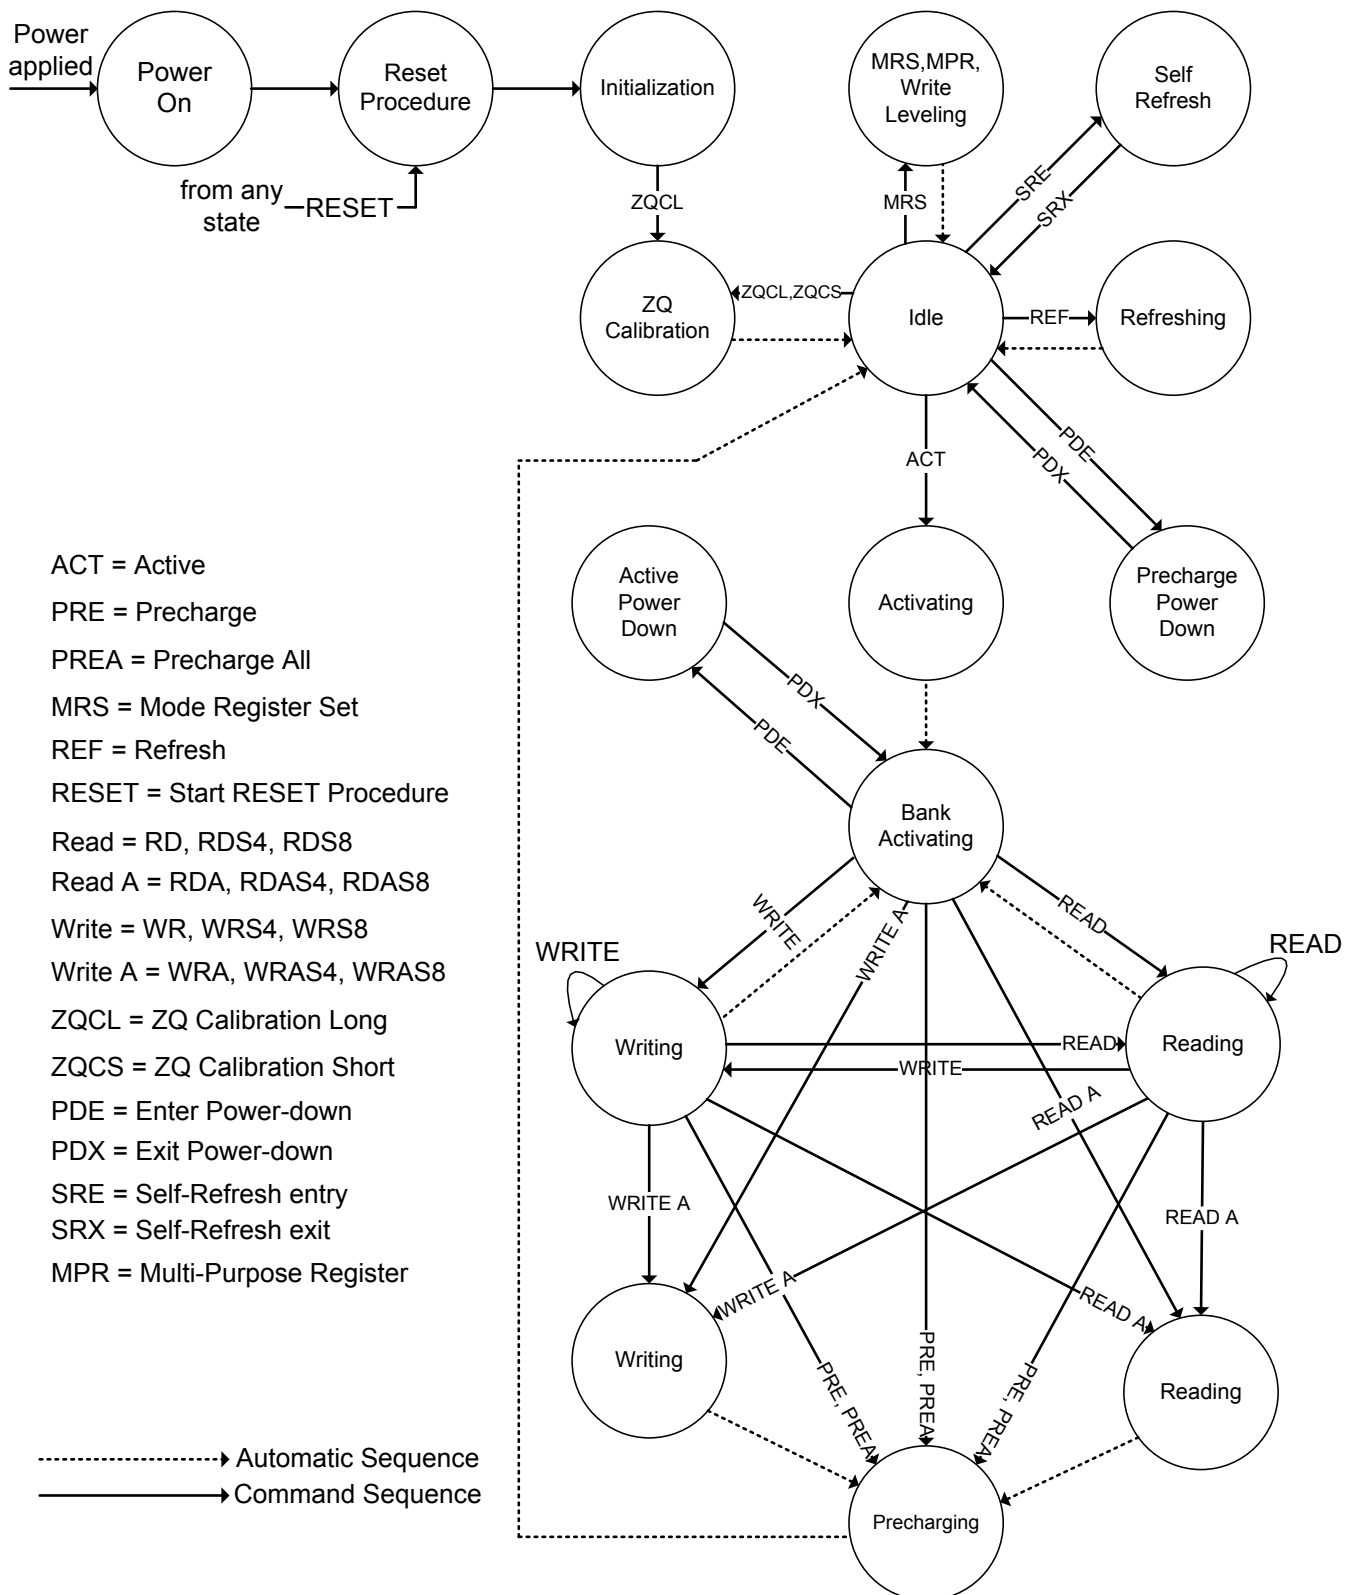 Power
applied
Power
On
Reset
Procedure
Initialization
MRS,MPR,
Write
Leveling
Self
Refresh
from any
state
RESET
ZQCL
MRS
SRE
SRX
ZQ
Calibration
ZQCL,ZQCS
Idle
REF
Refreshing
ACT
PDE
PDX
Active
Power
Down
Activating
Precharge
Power
Down
PDX
PDE
Bank
Activating
ACT = Active
PRE = Precharge
PREA = Precharge All
MRS = Mode Register Set
REF = Refresh
RESET = Start RESET Procedure
Read = RD, RDS4, RDS8
Read A = RDA, RDAS4, RDAS8
Write = WR, WRS4, WRS8
Write A = WRA, WRAS4, WRAS8
ZQCL = ZQ Calibration Long
ZQCS = ZQ Calibration Short
PDE = Enter Power-down
PDX = Exit Power-down
SRE = Self-Refresh entry
SRX = Self-Refresh exit
MPR = Multi-Purpose Register
WRITE
WRITE
WRITE A
READ
READ
Writing
READ
WRITE
Reading
READ A
WRITE A
READ A
WRITE A
READ A
Writing
PRE, PREA
PRE, PREA
PRE, PREA
Reading
Precharging
Automatic Sequence
Command Sequence